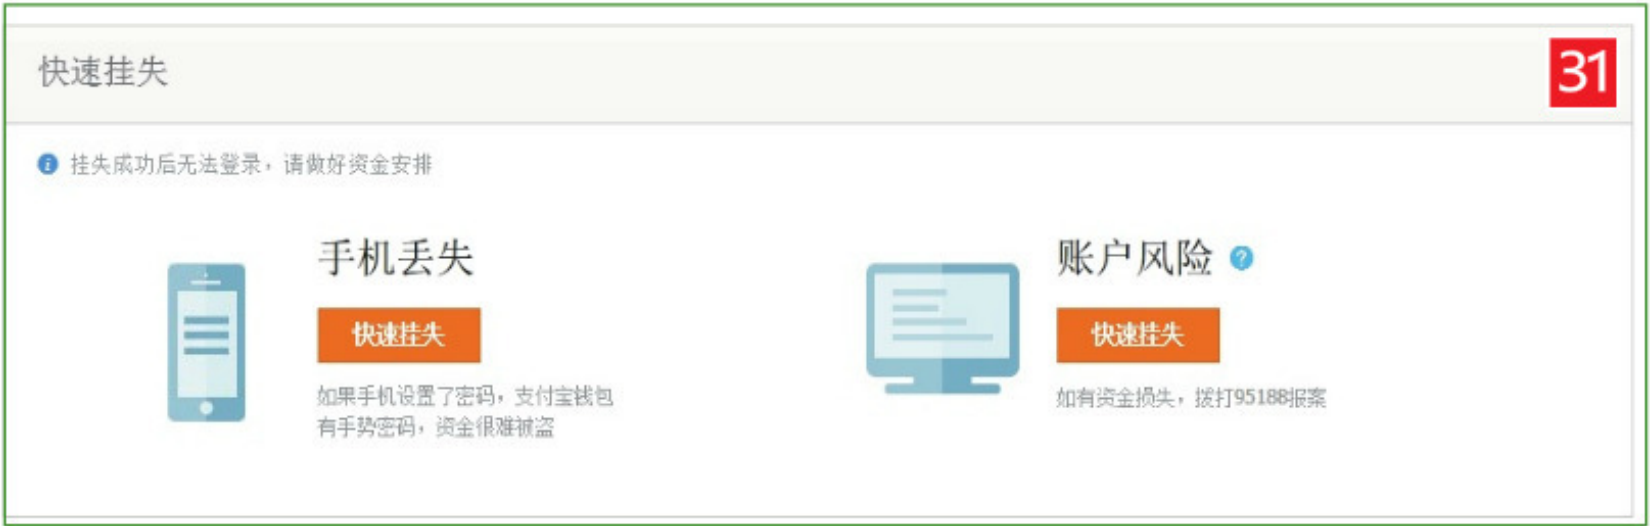 快速挂失
31
挂失成功后无法登录，请做好资金安排
手机丢失
快速挂失
如果手机设置了密码，支付宝钱包
有手势密码，资金很难被盗
账户风险
快速挂失
如有资金损失，拨打95188报案